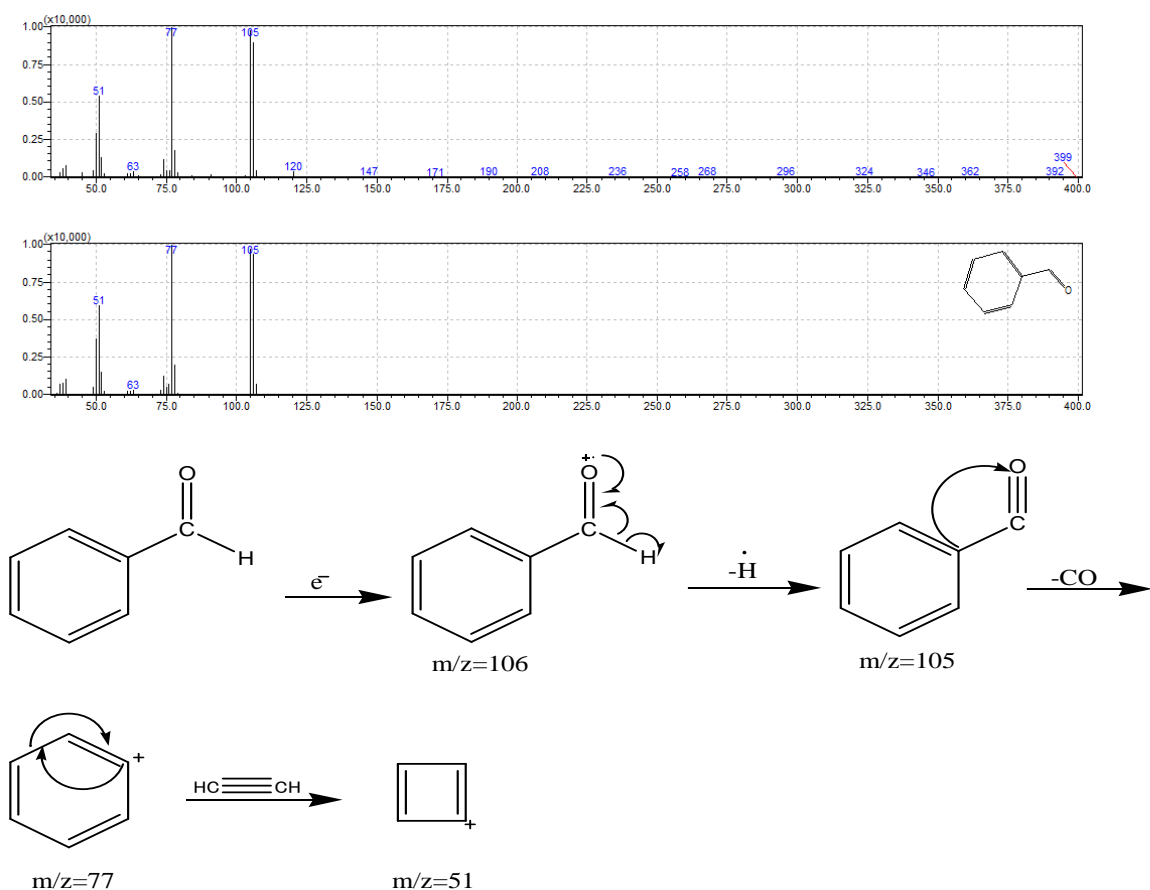 (x10,000)
1.00
77
105
0.75
51
0.50
0.25
63
120
147
171
190
208
236
258
268
296
324
346
362
392
399
0.00
50.0 75.0 100.0 125.0 150.0 175.0 200.0 225.0 250.0 275.0 300.0 325.0 350.0 375.0 400.0
(x10,000)
1.00
77
105
0.75
51
0.50
0.25
63
O
0.00
50.0 75.0 100.0 125.0 150.0 175.0 200.0 225.0 250.0 275.0 300.0 325.0 350.0 375.0 400.0
O
C
H
e⁻
+·
O
C
H
m/z=106
-Ḣ
O
C
m/z=105
-CO
+
m/z=77
HC CH
+
m/z=51